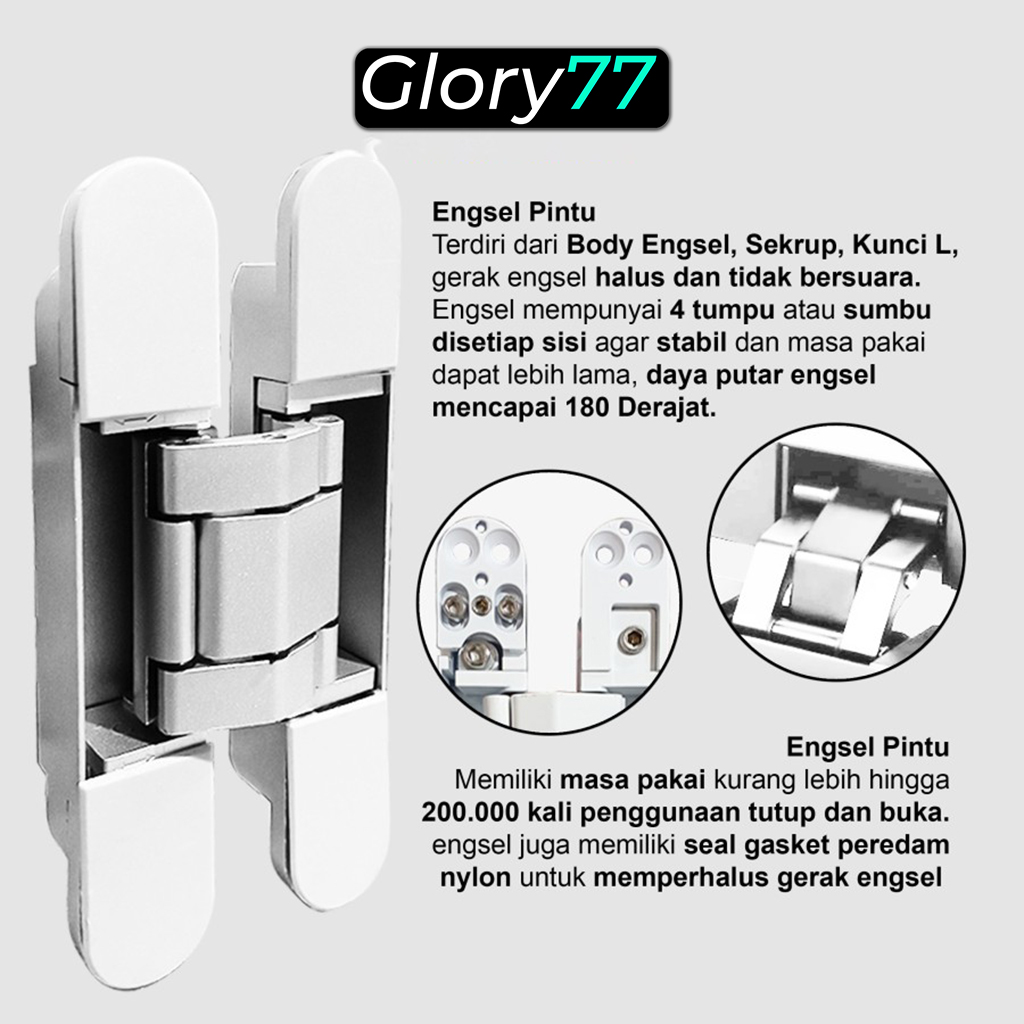 Glory77
Engsel Pintu
Terdiri dari Body Engsel, Sekrup, Kunci L,
gerak engsel halus dan tidak bersuara.
Engsel mempunyai 4 tumpu atau sumbu
disetiap sisi agar stabil dan masa pakai
dapat lebih lama, daya putar engsel
mencapai 180 Derajat.
Engsel Pintu
Memiliki masa pakai kurang lebih hingga
200.000 kali penggunaan tutup dan buka.
engsel juga memiliki seal gasket peredam
nylon untuk memperhalus gerak engsel